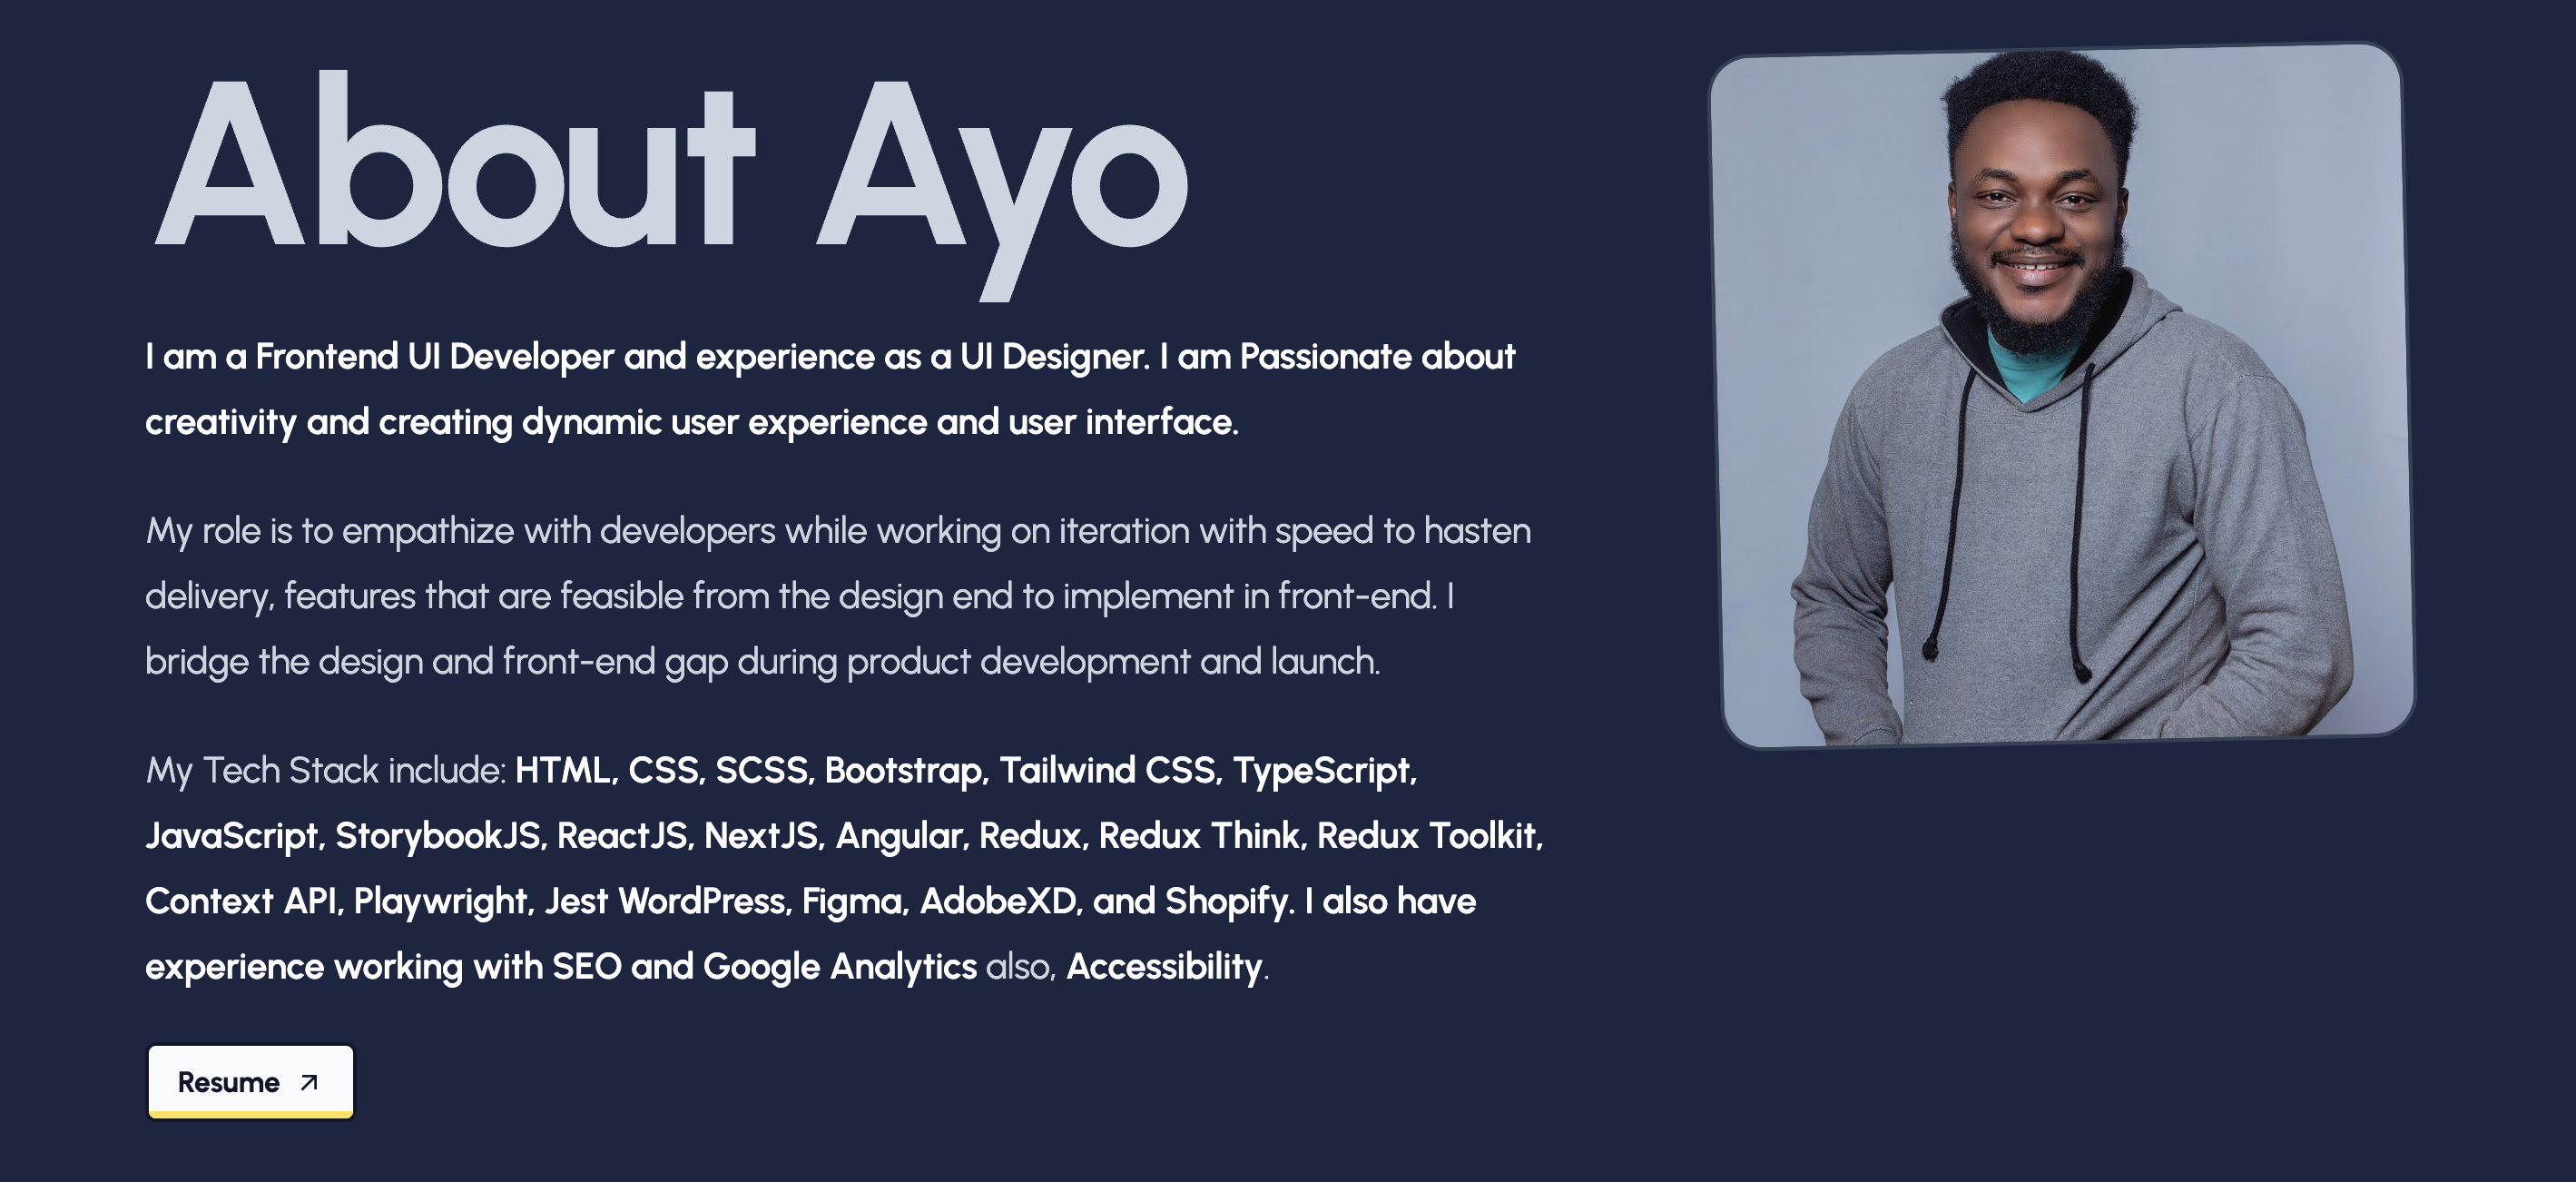 About Ayo
I am a Frontend UI Developer and experience as a UI Designer. I am Passionate about
creativity and creating dynamic user experience and user interface.
My role is to empathize with developers while working on iteration with speed to hasten
delivery, features that are feasible from the design end to implement in front-end. I
bridge the design and front-end gap during product development and launch.
My Tech Stack include: HTML, CSS, SCSS, Bootstrap, Tailwind CSS, TypeScript,
JavaScript, StorybookJS, ReactJS, NextJS, Angular, Redux, Redux Think, Redux Toolkit,
Context API, Playwright, Jest WordPress, Figma, AdobeXD, and Shopify. I also have
experience working with SEO and Google Analytics also, Accessibility.
Resume